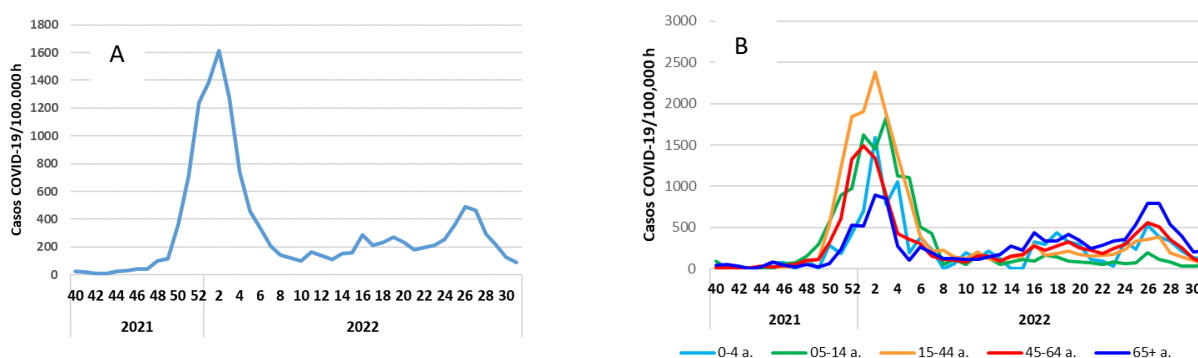 A
Casos COVID-19/100.000 h
1800
1600
1400
1200
1000
800
600
400
200
0
40 42 44 46 48 50 52 2 4 6 8 10 12 14 16 18 20 22 24 26 28 30
2021 2022
B
Casos COVID-19/100,000 h
3000
2500
2000
1500
1000
500
0
40 42 44 46 48 50 52 2 4 6 8 10 12 14 16 18 20 22 24 26 28 30
2021 2022
0-4 a. 05-14 a. 15-44 a. 45-64 a. 65+ a.